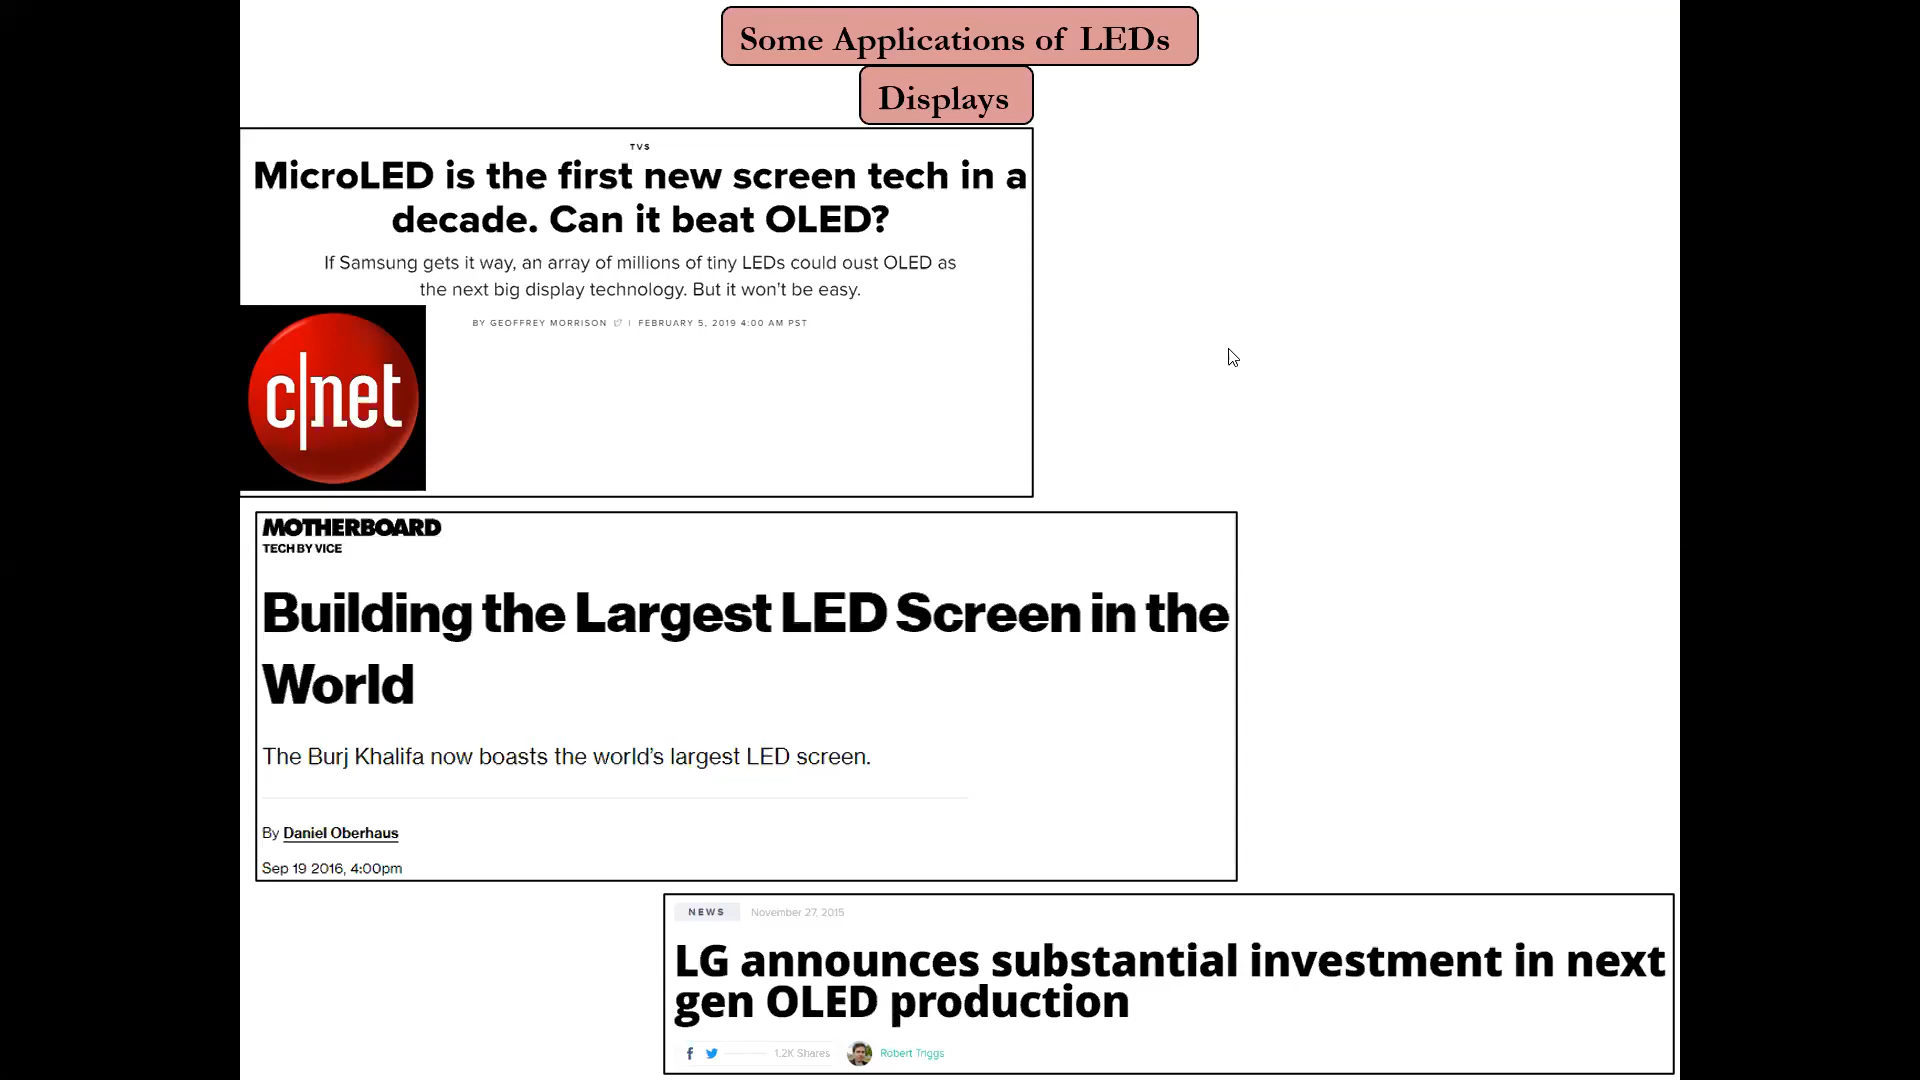 Some Applications of LEDs
Displays
TVS
MicroLED is the first new screen tech in a
decade. Can it beat OLED?
If Samsung gets it way, an array of millions of tiny LEDs could oust OLED as
the next big display technology. But it won't be easy.
BY GEOFFREY MORRISON | FEBRUARY 5, 2019 4:00 AM PST
c|net
MOTHERBOARD
TECH BY VICE
Building the Largest LED Screen in the
World
The Burj Khalifa now boasts the world's largest LED screen.
By Daniel Oberhaus
Sep 19 2016, 4:00pm
NEWS November 27, 2015
LG announces substantial investment in next
gen OLED production
1.2K Shares Robert Triggs